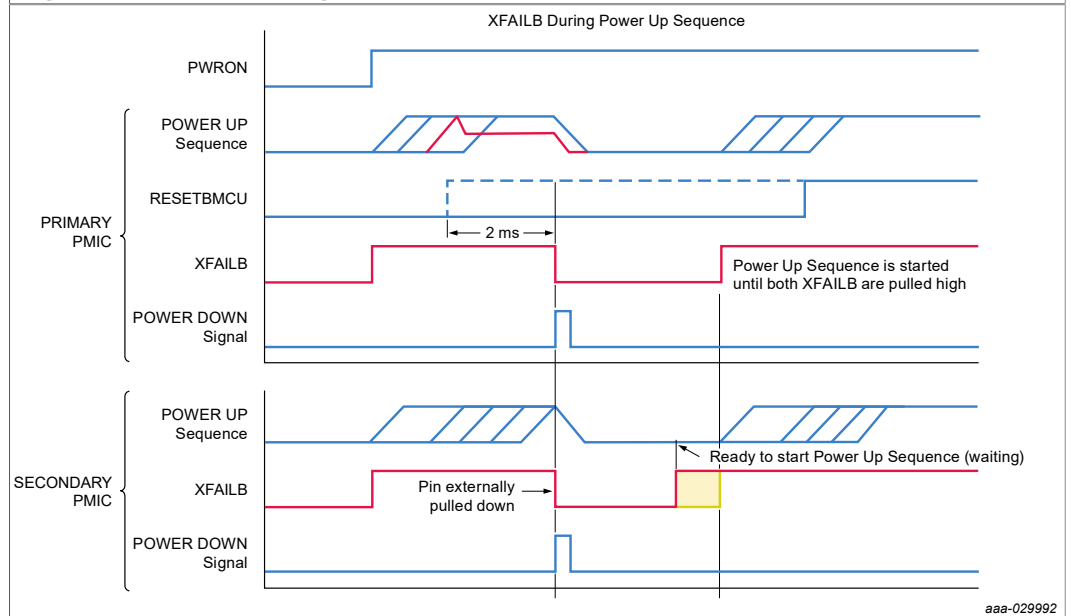 XFAILB During Power Up Sequence
PWRON
POWER UP
Sequence
RESETBMCU
PRIMARY
PMIC
2 ms
XFAILB
Power Up Sequence is started
until both XFAILB are pulled high
POWER DOWN
Signal
POWER UP
Sequence
Ready to start Power Up Sequence (waiting)
SECONDARY
PMIC
XFAILB
Pin externally
pulled down
POWER DOWN
Signal
aaa-029992